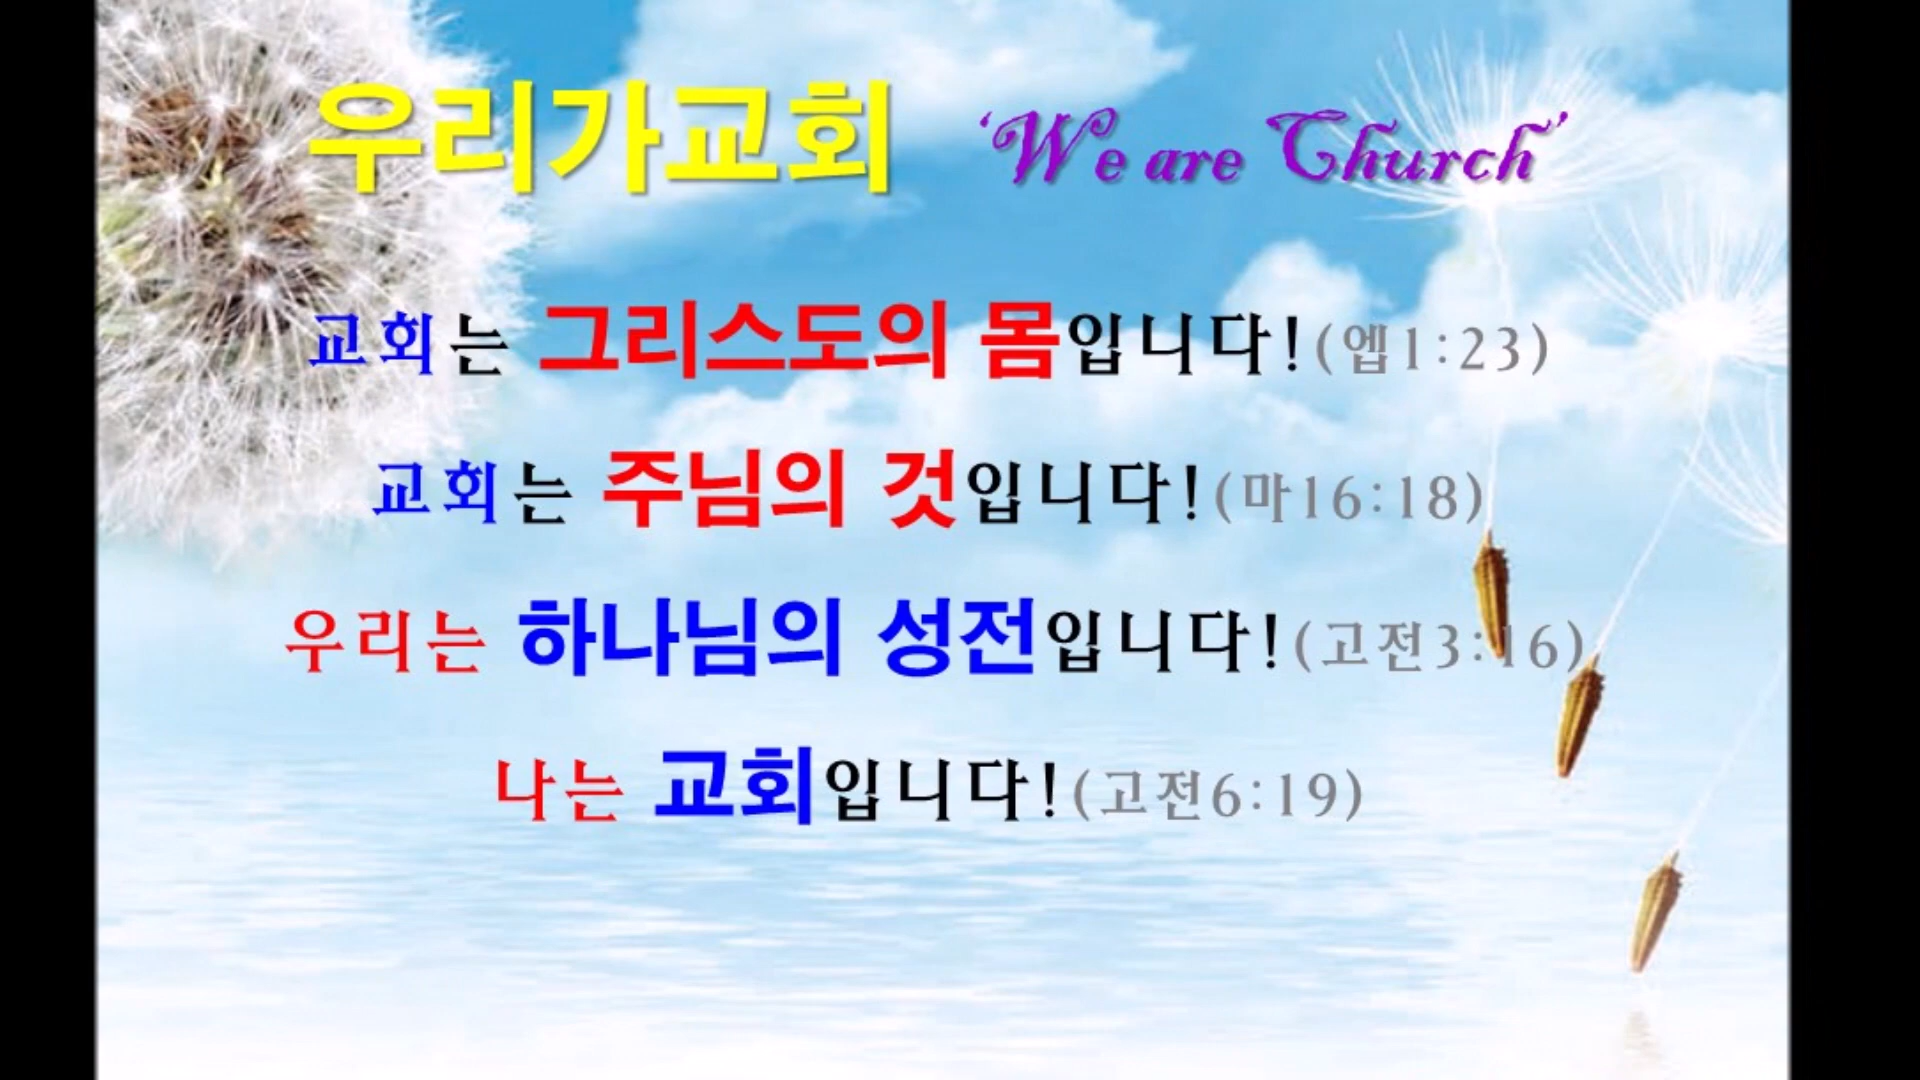 우리가교회 ‘We are Church’
교회는 그리스도의 몸입니다!(엡1:23)
교회는 주님의 것입니다!(마16:18)
우리는 하나님의 성전입니다!(고전3:16)
나는 교회입니다!(고전6:19)